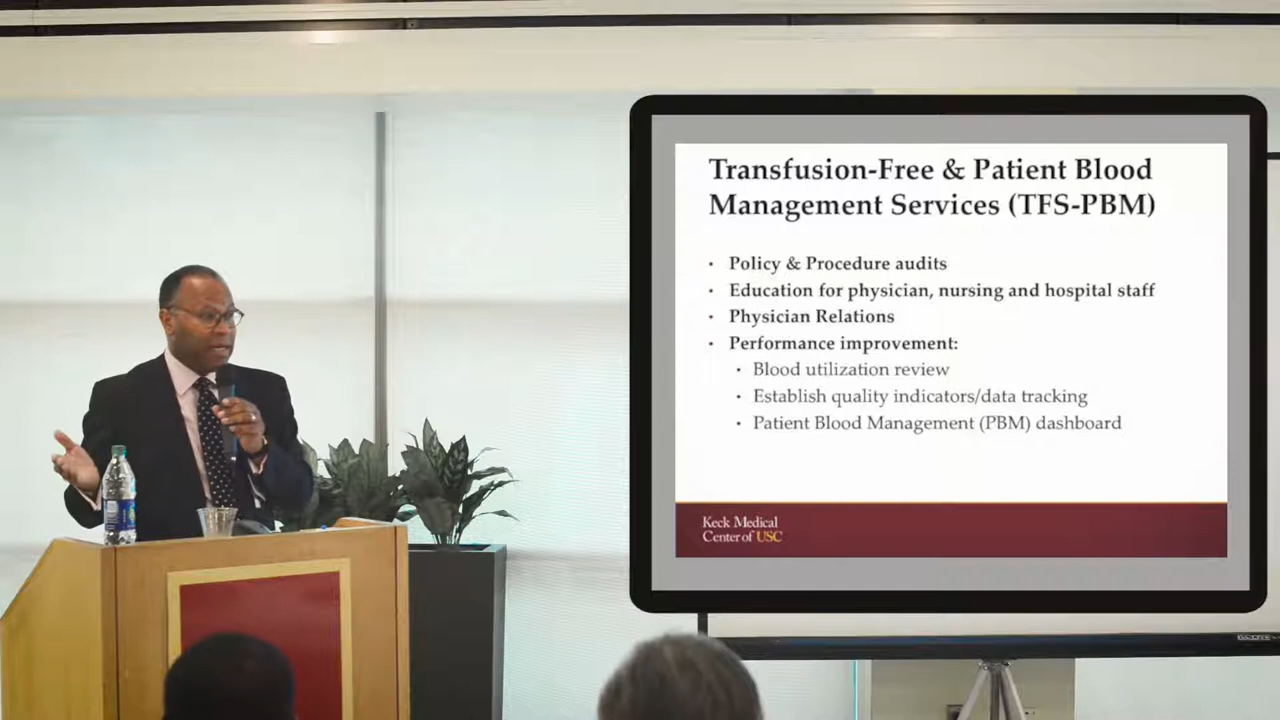 Transfusion-Free & Patient Blood
Management Services (TFS-PBM)
• Policy & Procedure audits
• Education for physician, nursing and hospital staff
• Physician Relations
• Performance improvement:
• Blood utilization review
• Establish quality indicators/data tracking
• Patient Blood Management (PBM) dashboard
Keck Medical
Center of USC